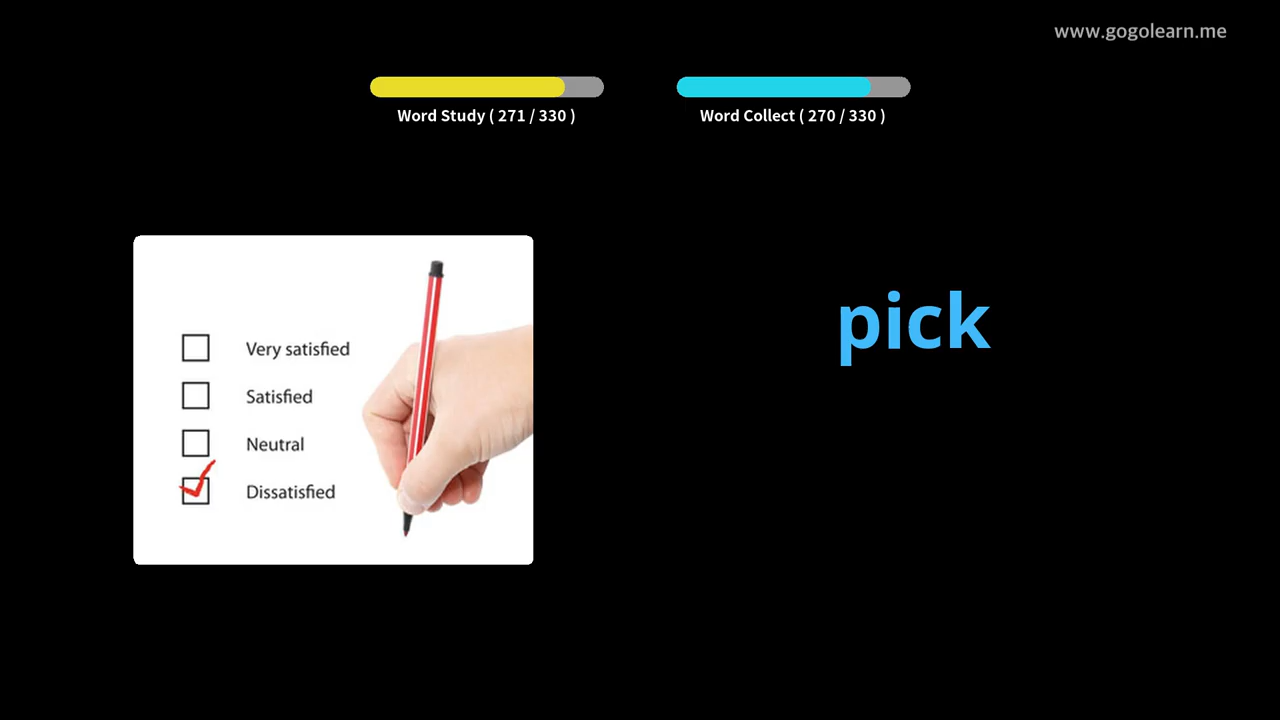 www.gogolearn.me
Word Study ( 271 / 330 )
Word Collect ( 270 / 330 )
Very satisfied
Satisfied
Neutral
Dissatisfied
pick